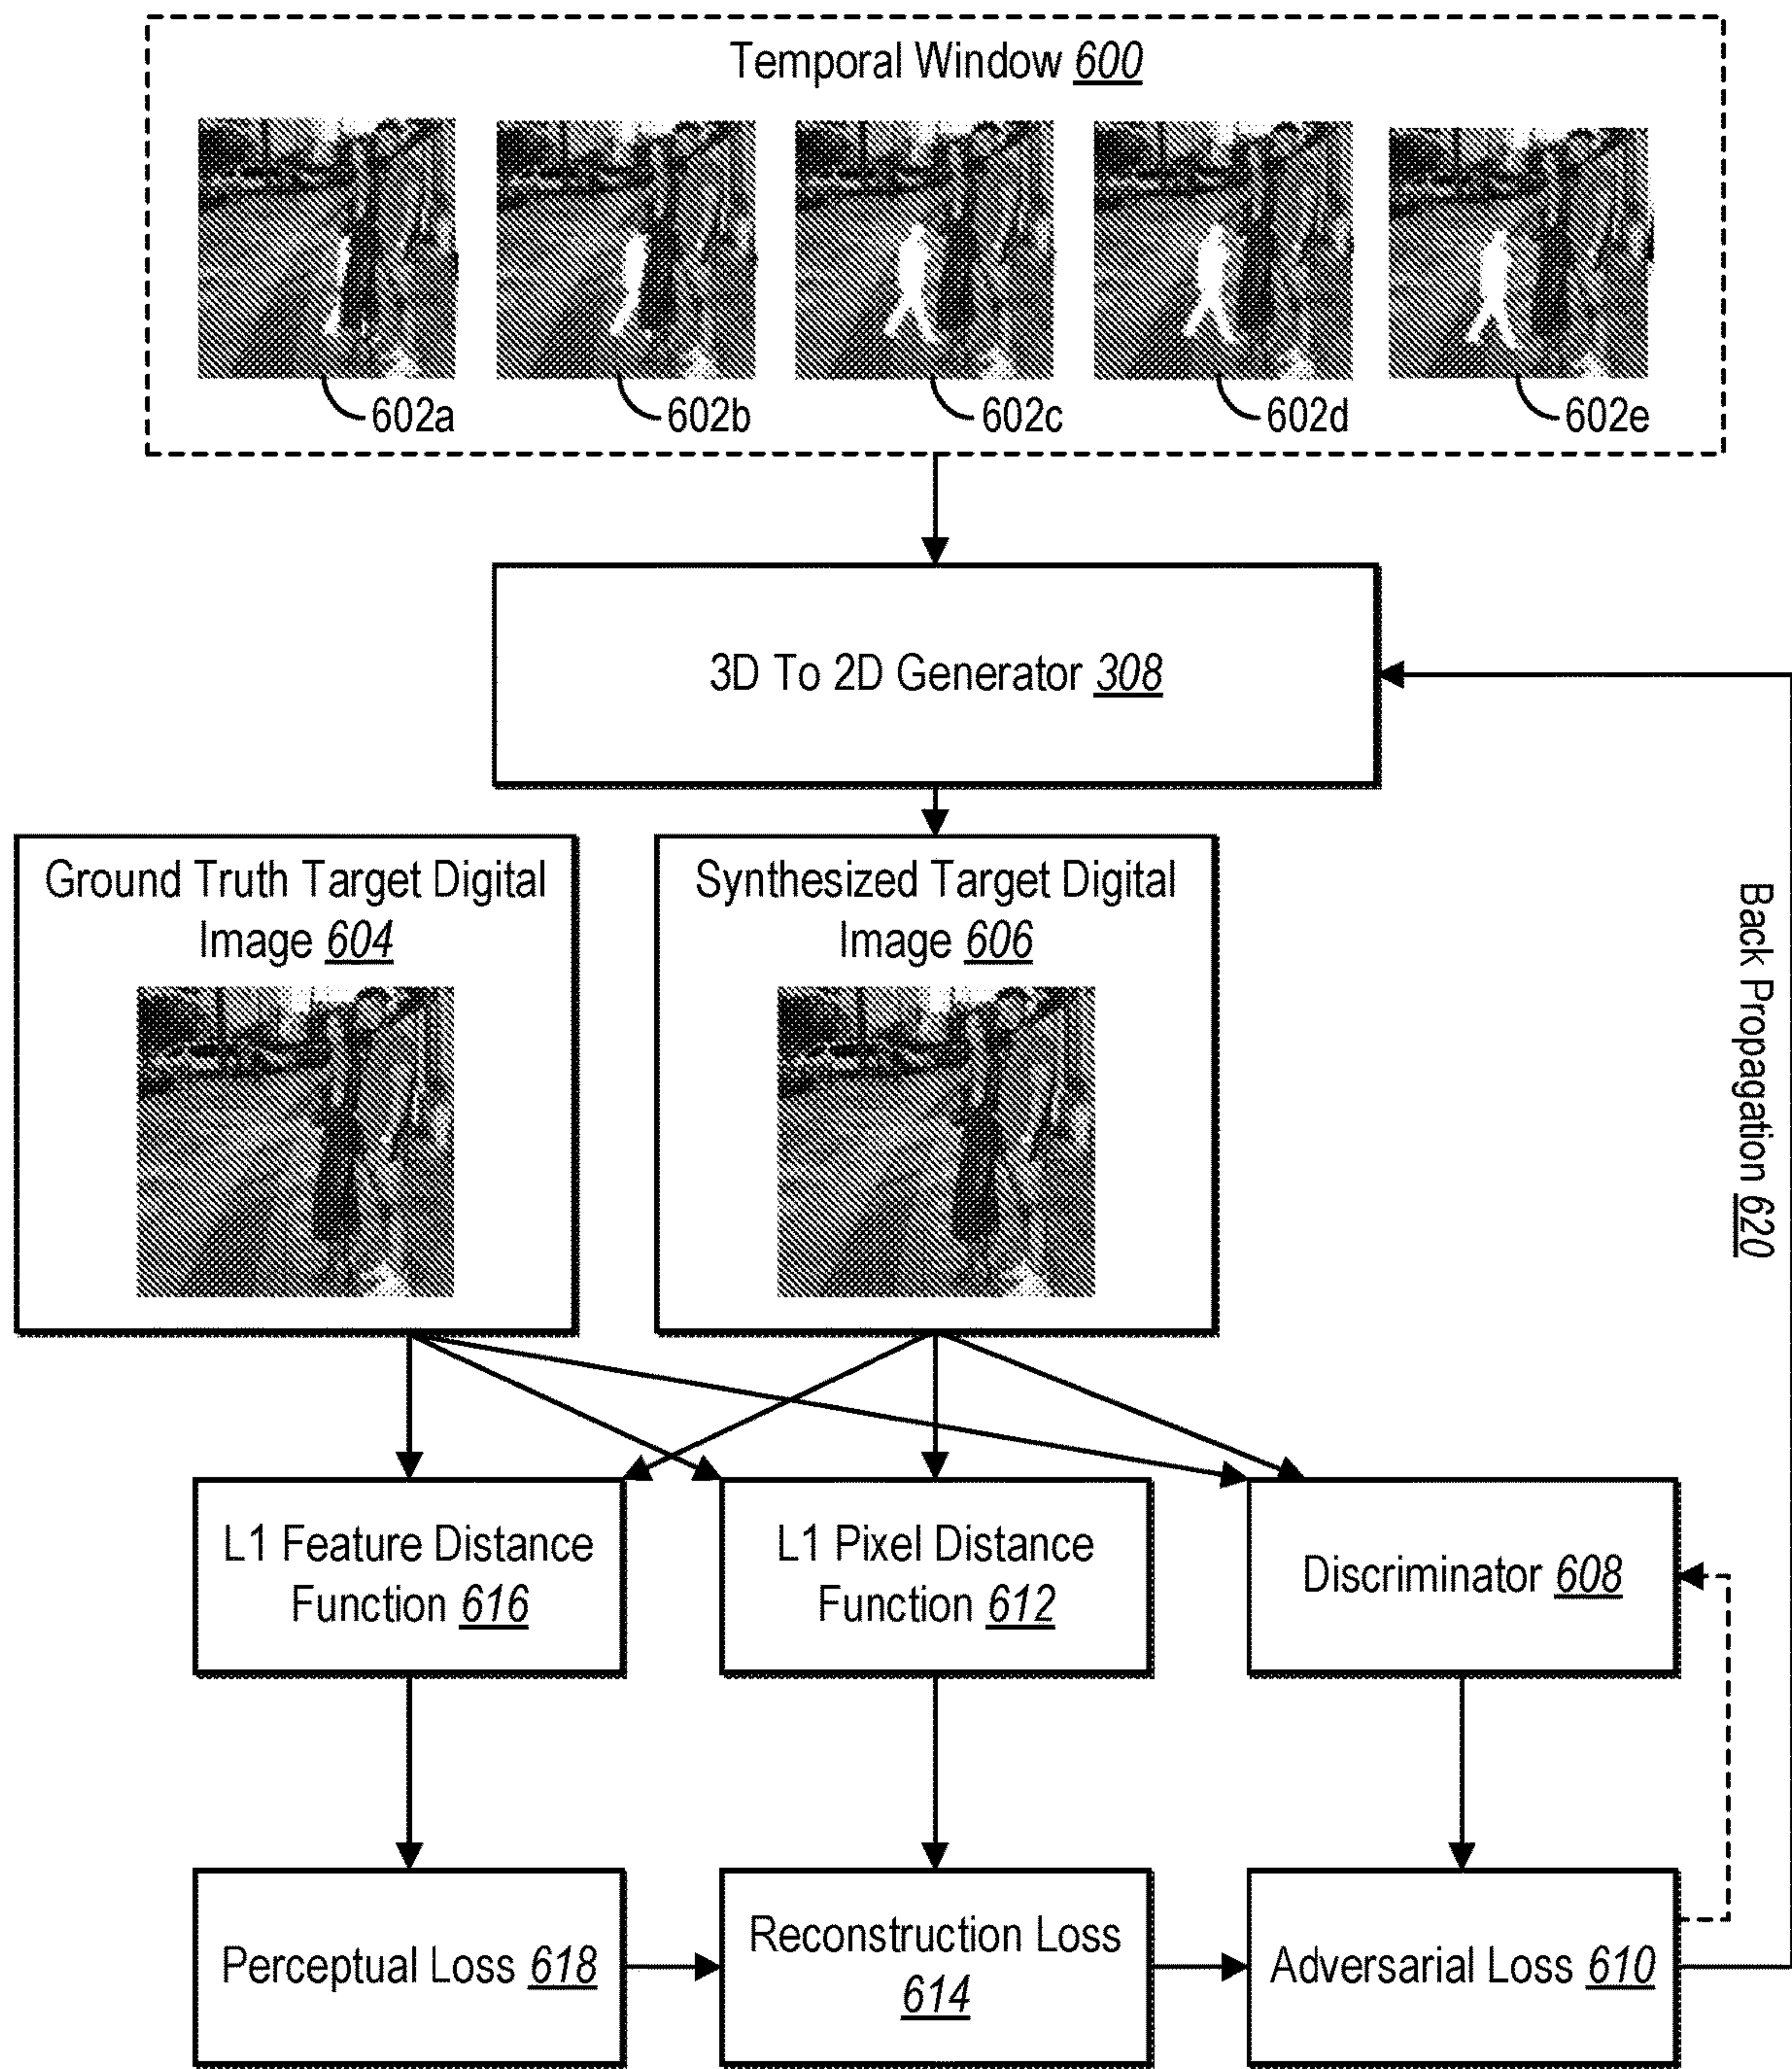 Temporal Window 600
602a
602b
602c
602d
602e
3D To 2D Generator 308
Ground Truth Target Digital
Image 604
Synthesized Target Digital
Image 606
Back Propagation 620
L1 Feature Distance
Function 616
L1 Pixel Distance
Function 612
Discriminator 608
Perceptual Loss 618
Reconstruction Loss
614
Adversarial Loss 610